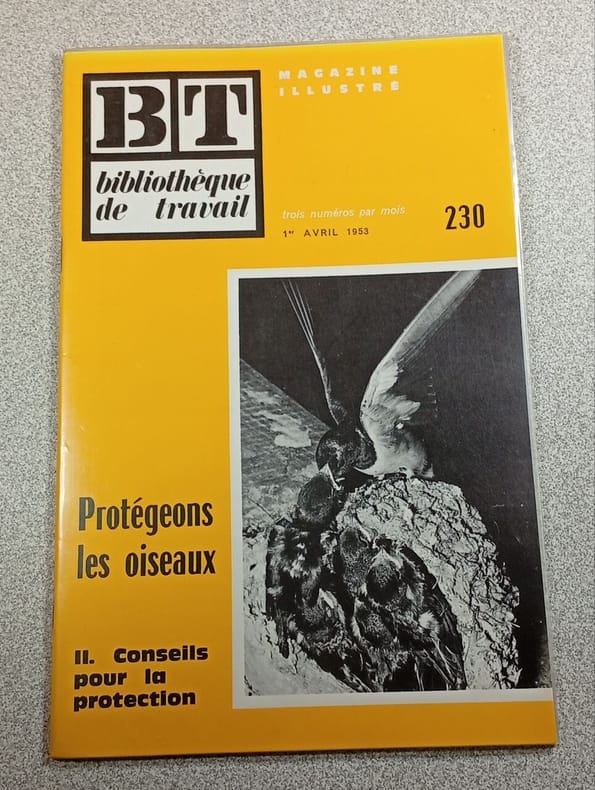 BT
bibliothèque
de travail
MAGAZINE
ILLUSTRÉ
trois numéros par mois
1er AVRIL 1953
230
Protégeons
les oiseaux
II. Conseils
pour la
protection